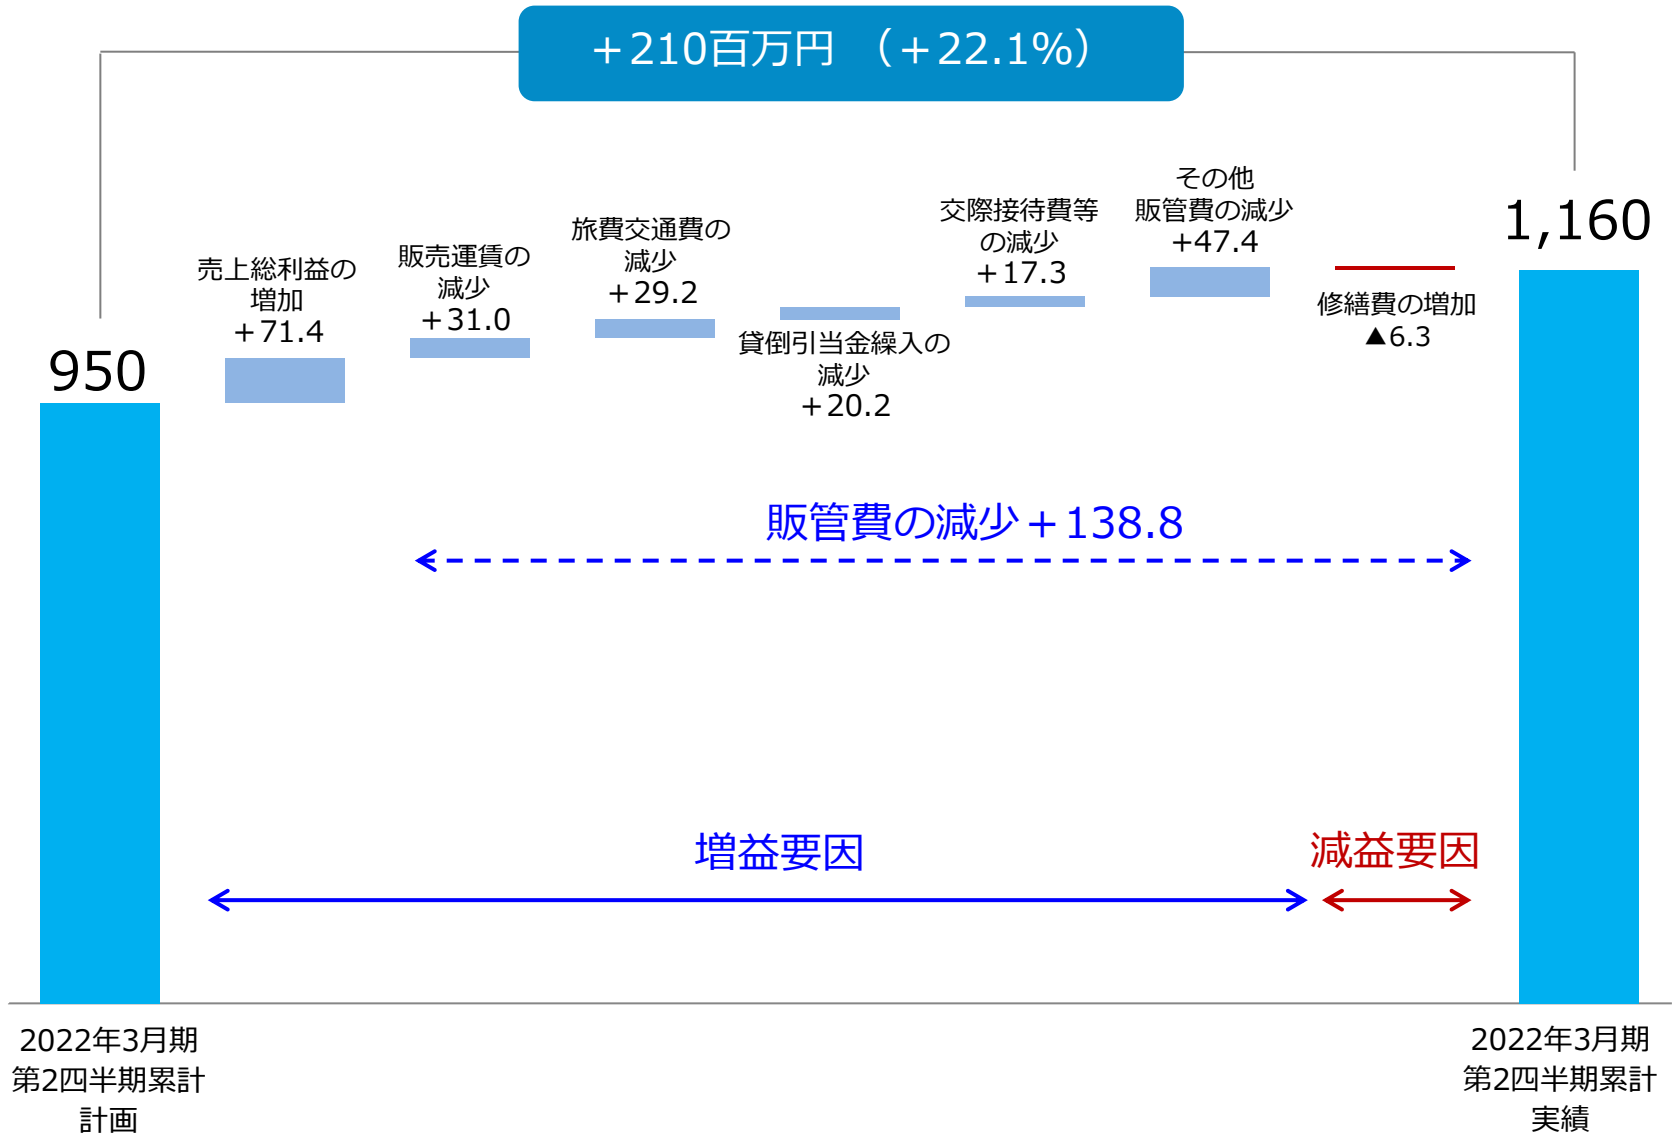 ＋210百万円 （＋22.1%）
950
売上総利益の
増加
＋71.4
販売運賃の
減少
＋31.0
旅費交通費の
減少
＋29.2
貸倒引当金繰入の
減少
＋20.2
交際接待費等
の減少
＋17.3
その他
販管費の減少
+47.4
修繕費の増加
▲6.3
1,160
販管費の減少＋138.8
増益要因
減益要因
2022年3月期
第2四半期累計
計画
2022年3月期
第2四半期累計
実績